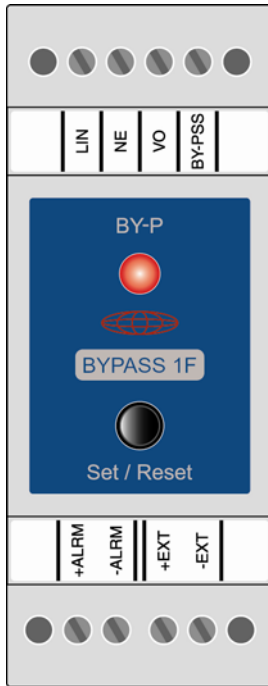 LIN
NE
VO
BY-PSS
BY-P
BYPASS 1F
Set / Reset
+ALRM
-ALRM
+EXT
-EXT